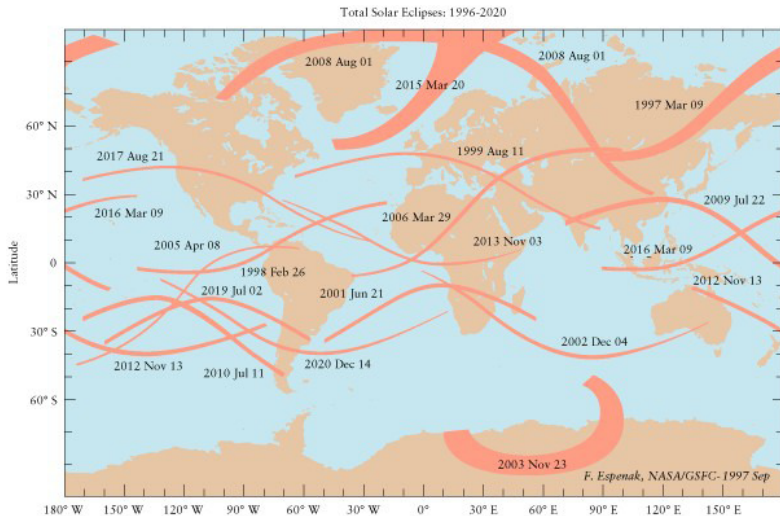 Total Solar Eclipses: 1996-2020
2008 Aug 01
2008 Aug 01
2015 Mar 20
1997 Mar 09
60° N
2017 Aug 21
1999 Aug 11
30° N
2009 Jul 22
2016 Mar 09
2006 Mar 29
2005 Apr 08
2013 Nov 03
2016 Mar 09
Latitude
0
1998 Feb 26
2012 Nov 13
2019 Jul 02
2001 Jun 21
30° S
2002 Dec 04
2012 Nov 13
2010 Jul 11
2020 Dec 14
60° S
2003 Nov 23
F. Espenak, NASA/GSFC- 1997 Sep
180° W 150° W 120° W 90° W 60° W 30° W 0° 30° E 60° E 90° E 120° E 150° E